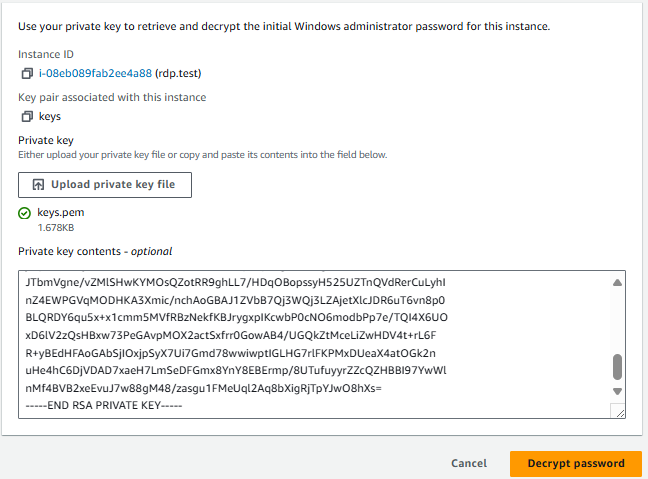 Use your private key to retrieve and decrypt the initial Windows administrator password for this instance.
Instance ID
i-08eb089fab2ee4a88 (rdp.test)
Key pair associated with this instance
keys
Private key
Either upload your private key file or copy and paste its contents into the field below.
Upload private key file
keys.pem
1.678KB
Private key contents - optional
JTbmVgne/vZMlSHwKYMOsQZotRR9ghLL7/HDqOBopssyH525UZTnQVdRerCuLyhI
nZ4EWPGVqMODHKA3Xmic/nchAoGBAJ1ZVbB7Qj3WQj3LZAjetXlcJDR6uT6vn8p0
BLQRDY6qu5x+x1cmm5MVfRBzNekfKBJrygxpIKcwbP0cNO6modbPp7e/TQI4X6UO
xD6lV2zQsHBxw73PeGAvpMOX2actSxfrr0GowAB4/UGQkZtMceLiZwHDV4t+rL6F
R+yBEdHFAoGAbSjIOxjpSyX7Ui7Gmd78wwiwptIGLHG7rlFKPMxDUeaX4atOGk2n
uHe4hC6DjVDAD7xaeH7LmSeDFGmx8YnY8EBErmp/8UTufuyyrZZcQZHBBI97YwWl
nMf4BVB2xeEvuJ7w88gM48/zasgu1FMeUql2Aq8bXigRjTpYJwO8hXs=
-----END RSA PRIVATE KEY-----
Cancel
Decrypt password